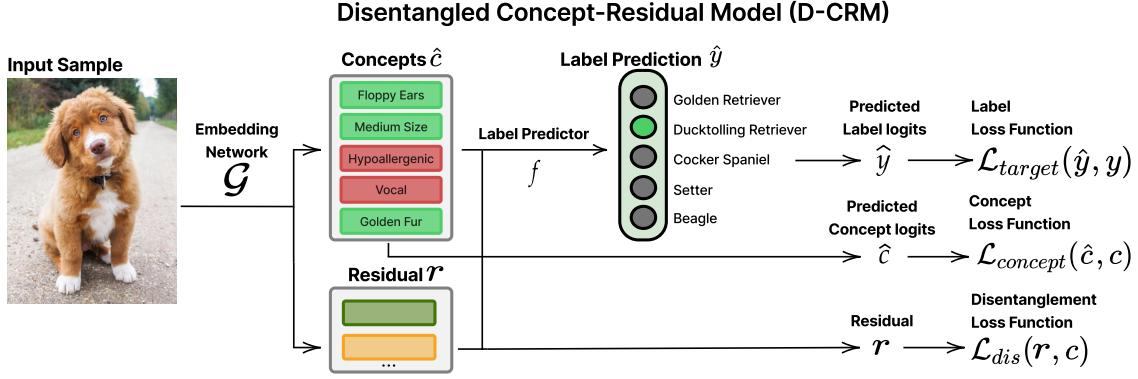 Disentangled Concept-Residual Model (D-CRM)
Input Sample
Embedding
Network
𝓖
Concepts ĉ
Floppy Ears
Medium Size
Hypoallergenic
Vocal
Golden Fur
Residual r
...
Label Predictor
f
Label Prediction ŷ
Golden Retriever
Ducktolling Retriever
Cocker Spaniel
Setter
Beagle
Predicted
Label logits
ŷ
Label
Loss Function
𝓛target(ŷ, y)
Predicted
Concept logits
ĉ
Concept
Loss Function
𝓛concept(ĉ, c)
Residual
r
Disentanglement
Loss Function
𝓛dis(r, c)